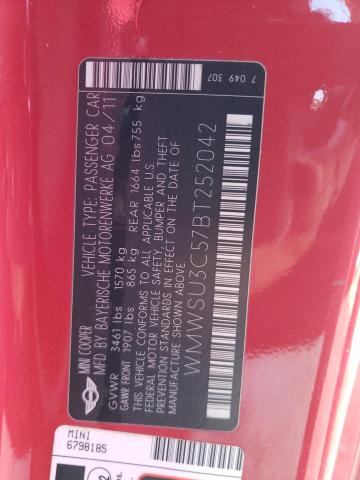 MINI COOPER
VEHICLE TYPE: PASSENGER CAR
MFD BY BAYERISCHE MOTORENWERKE AG 04/11
GVWR 3461 lbs 1570 kg
GAWR FRONT 1907 lbs 865 kg REAR 1664 lbs 755 kg
THIS VEHICLE CONFORMS TO ALL APPLICABLE U.S.
FEDERAL MOTOR VEHICLE SAFETY, BUMPER AND THEFT
PREVENTION STANDARDS IN EFFECT ON THE DATE OF
MANUFACTURE SHOWN ABOVE.
WMWSU3C57BT252042
7 049 307
MINI
6798185